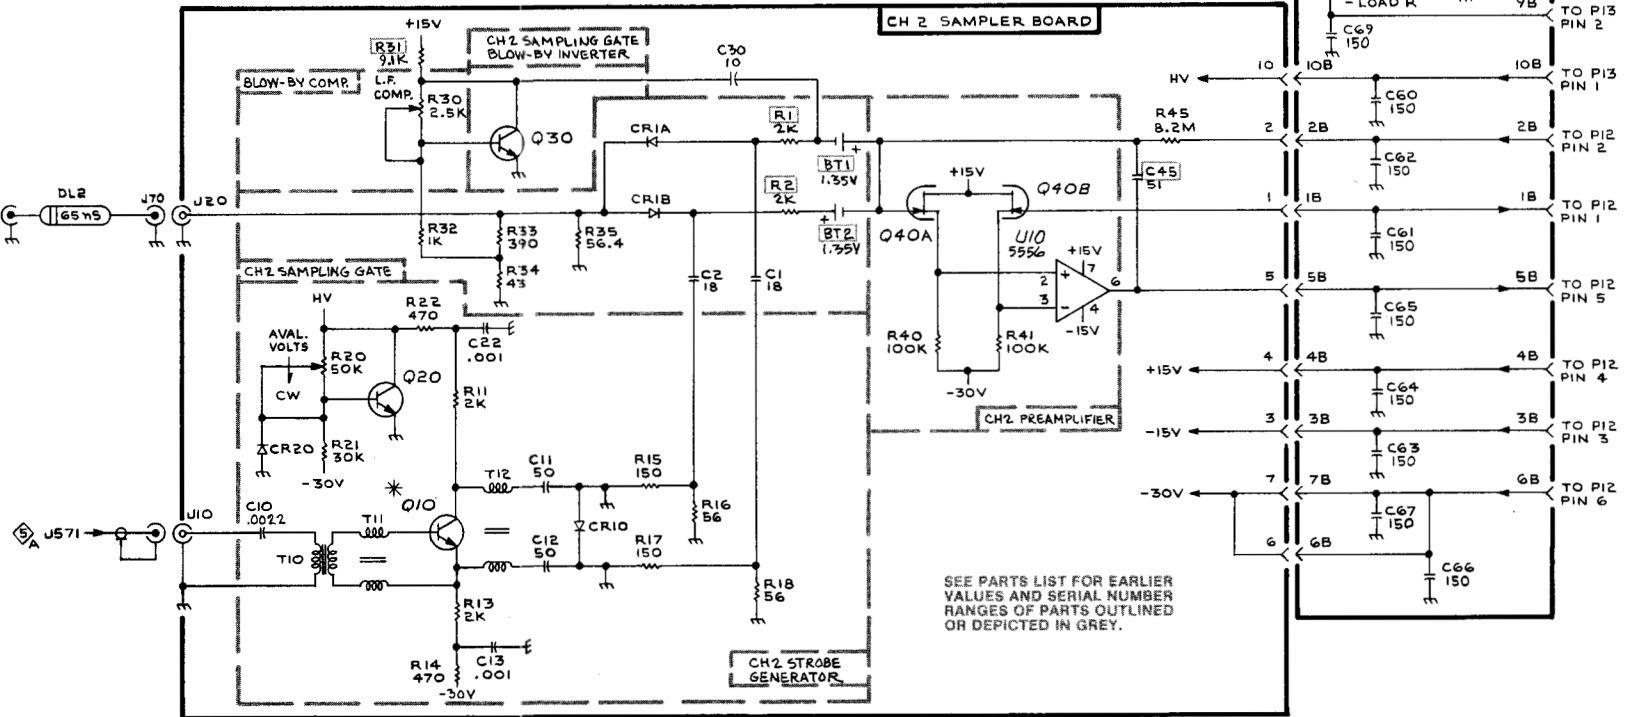 CH 2 SAMPLER BOARD
+15V
R31
9.1K
CH2 SAMPLING GATE
BLOW-BY INVERTER
C30
10
BLOW-BY COMP.
L.F.
COMP.
R30
2.5K
Q30
CR1A
R1
2K
BT1
1.35V
+
R45
8.2M
C45
51
DL2
65 nS
J70
J20
CR1B
R2
2K
BT2
1.35V
+
+15V
Q40B
Q40A
U10
5556
+15V
7
+
2
3
-
6
4
-15V
R32
1K
R33
390
R35
56.4
R34
43
C2
18
C1
18
CH2 SAMPLING GATE
HV
R22
470
C22
.001
R40
100K
R41
100K
-30V
AVAL.
VOLTS
CW
R20
50K
Q20
R11
2K
CH2 PREAMPLIFIER
CR20
R21
30K
-30V
*
Q10
T12
C11
50
R15
150
R16
56
CR10
C12
50
R17
150
R18
56
5
A
J571
J10
C10
.0022
T10
T11
R13
2K
C13
.001
R14
470
-30V
CH2 STROBE
GENERATOR
SEE PARTS LIST FOR EARLIER
VALUES AND SERIAL NUMBER
RANGES OF PARTS OUTLINED
OR DEPICTED IN GREY.
- LOAD R
9B
TO P13
PIN 2
C69
150
HV
10
10B
10B
TO P13
PIN 1
C60
150
2
2B
2B
TO P12
PIN 2
C62
150
1
1B
1B
TO P12
PIN 1
C61
150
5
5B
5B
TO P12
PIN 5
C65
150
+15V
4
4B
4B
TO P12
PIN 4
C64
150
-15V
3
3B
3B
TO P12
PIN 3
C63
150
-30V
7
7B
6B
TO P12
PIN 6
C67
150
6
6B
C66
150